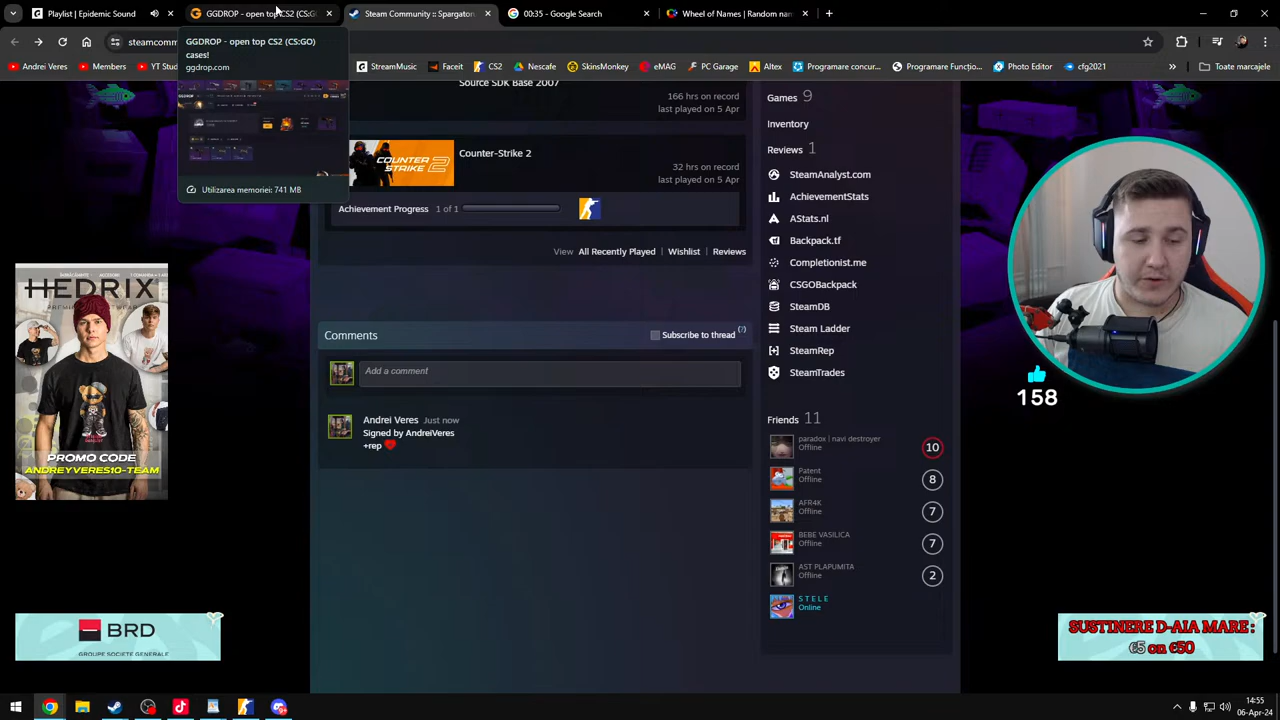 Playlist | Epidemic Sound
GGDROP - open top CS2 (CS:G
Steam Community :: Spargator
00:35 - Google Search
Wheel of Names | Random nam
steamcomm
GGDROP - open top CS2 (CS:GO)
cases!
ggdrop.com
Utilizarea memoriei: 741 MB
Andrei Veres
Members
YT Stud
StreamMusic
Faceit
CS2
Nescafe
SkinsMonkey
eMAG
PC Garage
Altex
Programare concur...
Programare Functio...
Photo Editor
cfg2021
Toate marcajele
Source SDK Base 2007
166 hrs on record
last played on 5 Apr
COUNTER
STRIKE 2
Counter-Strike 2
32 hrs on record
last played on 5 Apr
Achievement Progress 1 of 1
View All Recently Played | Wishlist | Reviews
Games 9
Inventory
Reviews 1
SteamAnalyst.com
AchievementStats
AStats.nl
Backpack.tf
Completionist.me
CSGOBackpack
SteamDB
Steam Ladder
SteamRep
SteamTrades
Comments
Subscribe to thread (?)
Add a comment
Andrei Veres Just now
Signed by AndreiVeres
+rep
Friends 11
paradox | navi destroyer
Offline
10
Patent
Offline
8
AFR4K
Offline
7
BEBE VASILICA
Offline
7
AST PLAPUMITA
Offline
2
S T E L E
Online
HEDRIX
PROMO CODE
ANDREYVERES10-TEAM
BRD
GROUPE SOCIETE GENERALE
158
SUSTINERE D-AIA MARE :
€5 on €50
14:55
06-Apr-24